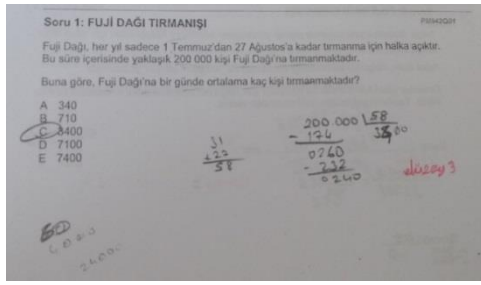 Soru 1: FUJİ DAĞI TIRMANIŞI
Fuji Dağı, her yıl sadece 1 Temmuz'dan 27 Ağustos'a kadar tırmanma için halka açıktır.
Bu süre içerisinde yaklaşık 200 000 kişi Fuji Dağı'na tırmanmaktadır.
Buna göre, Fuji Dağı'na bir günde ortalama kaç kişi tırmanmaktadır?
A 340
B 710
C 3400
D 7100
E 7400
31
+27
58
200.000 58
- 174
0260
- 232
0240
düzey 3